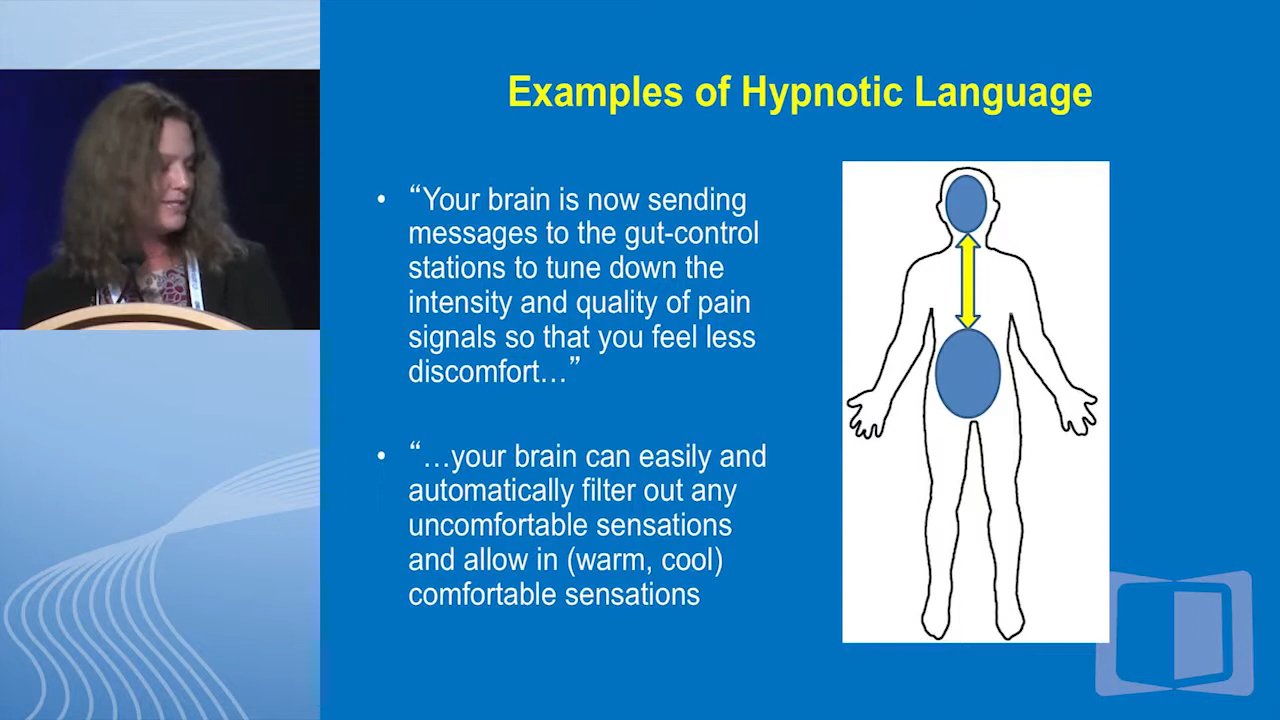 Examples of Hypnotic Language
• “Your brain is now sending
messages to the gut-control
stations to tune down the
intensity and quality of pain
signals so that you feel less
discomfort…”
• “…your brain can easily and
automatically filter out any
uncomfortable sensations
and allow in (warm, cool)
comfortable sensations